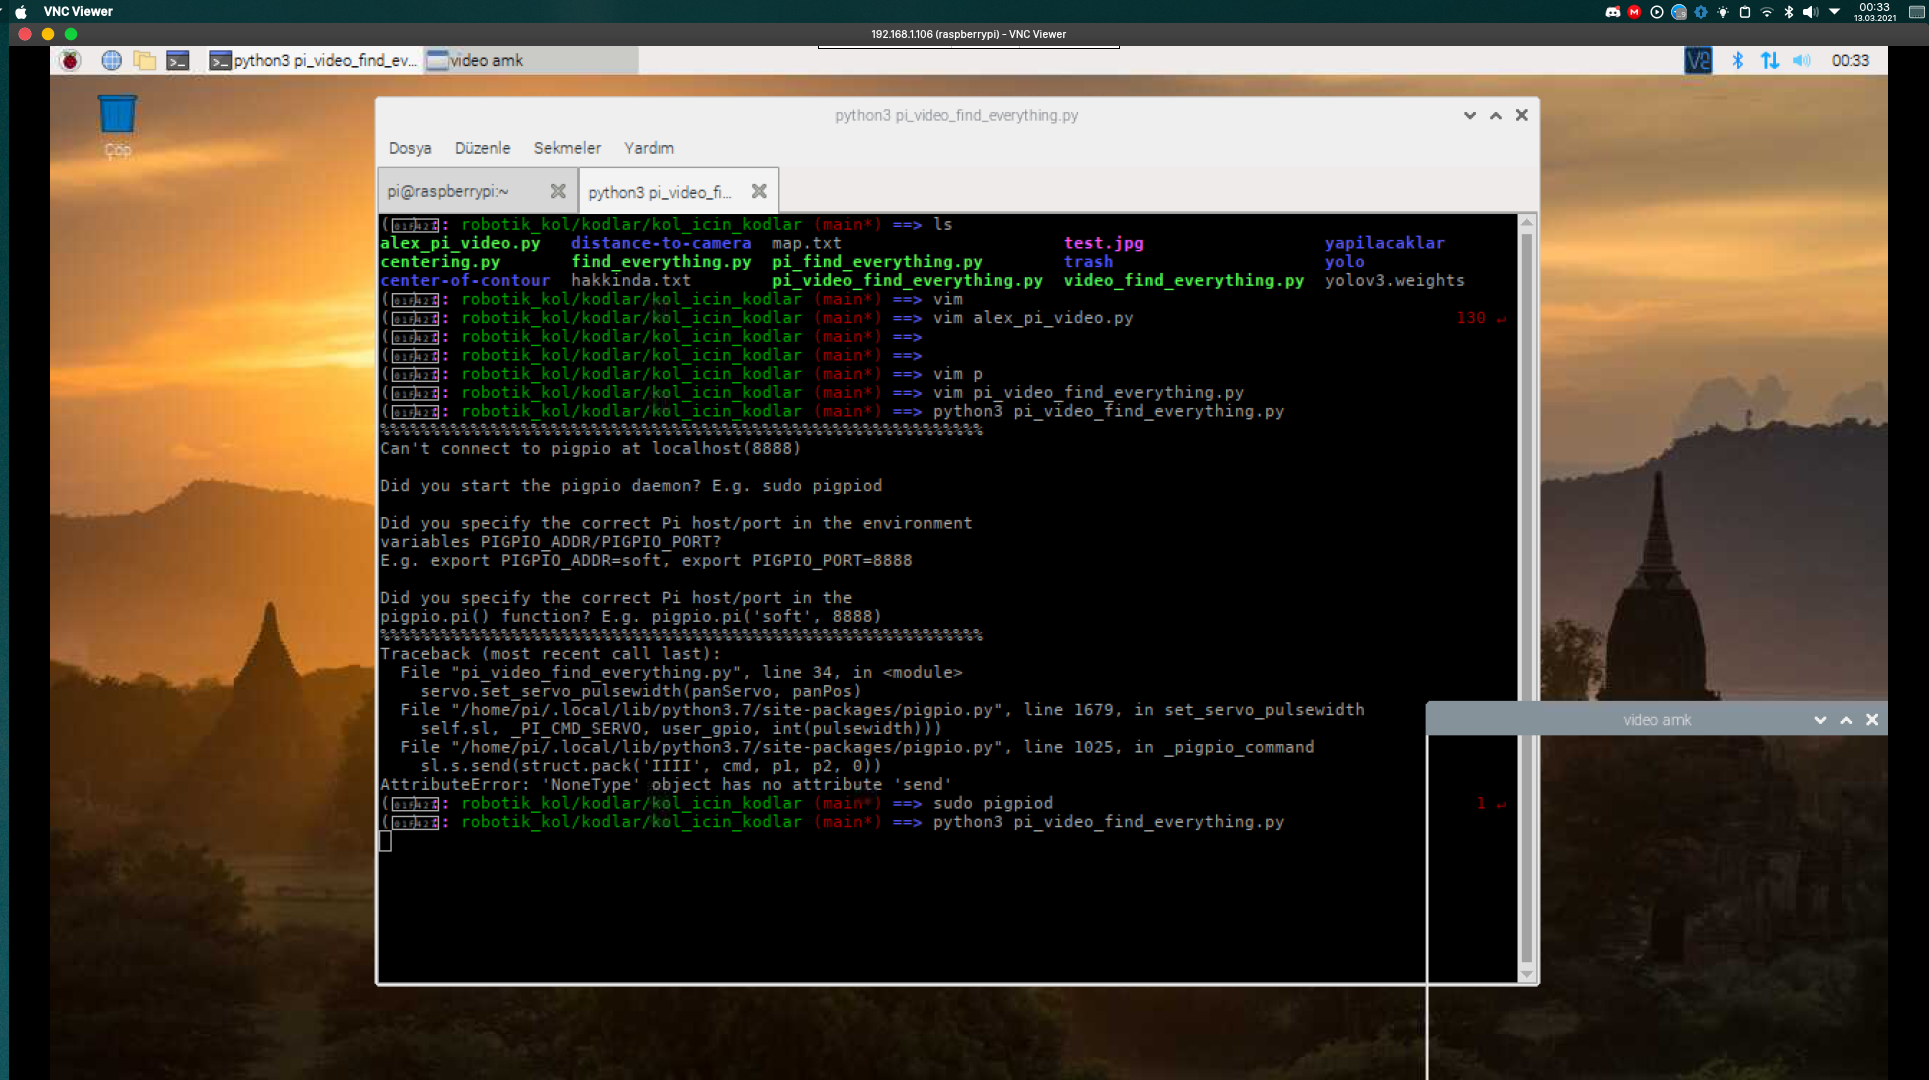 VNC Viewer
00:33
13.03.2021
192.168.1.106 (raspberrypi) - VNC Viewer
python3 pi_video_find_ev...
video amk
00:33
Çöp
python3 pi_video_find_everything.py
Dosya Düzenle Sekmeler Yardım
pi@raspberrypi:~
python3 pi_video_fi...
: robotik_kol/kodlar/kol_icin_kodlar (main*) ==> ls
alex_pi_video.py distance-to-camera map.txt test.jpg yapilacaklar
centering.py find_everything.py pi_find_everything.py trash yolo
center-of-contour hakkinda.txt pi_video_find_everything.py video_find_everything.py yolov3.weights
: robotik_kol/kodlar/kol_icin_kodlar (main*) ==> vim
: robotik_kol/kodlar/kol_icin_kodlar (main*) ==> vim alex_pi_video.py 130 ↵
: robotik_kol/kodlar/kol_icin_kodlar (main*) ==>
: robotik_kol/kodlar/kol_icin_kodlar (main*) ==>
: robotik_kol/kodlar/kol_icin_kodlar (main*) ==> vim p
: robotik_kol/kodlar/kol_icin_kodlar (main*) ==> vim pi_video_find_everything.py
: robotik_kol/kodlar/kol_icin_kodlar (main*) ==> python3 pi_video_find_everything.py
%%%%%%%%%%%%%%%%%%%%%%%%%%%%%%%%%%%%%%%%%%%%%%%%%%%%%%%%%%%%
Can't connect to pigpio at localhost(8888)
Did you start the pigpio daemon? E.g. sudo pigpiod
Did you specify the correct Pi host/port in the environment
variables PIGPIO_ADDR/PIGPIO_PORT?
E.g. export PIGPIO_ADDR=soft, export PIGPIO_PORT=8888
Did you specify the correct Pi host/port in the
pigpio.pi() function? E.g. pigpio.pi('soft', 8888)
%%%%%%%%%%%%%%%%%%%%%%%%%%%%%%%%%%%%%%%%%%%%%%%%%%%%%%%%%%%%
Traceback (most recent call last):
File "pi_video_find_everything.py", line 34, in <module>
servo.set_servo_pulsewidth(panServo, panPos)
File "/home/pi/.local/lib/python3.7/site-packages/pigpio.py", line 1679, in set_servo_pulsewidth
self.sl, _PI_CMD_SERVO, user_gpio, int(pulsewidth)))
File "/home/pi/.local/lib/python3.7/site-packages/pigpio.py", line 1025, in _pigpio_command
sl.s.send(struct.pack('IIII', cmd, p1, p2, 0))
AttributeError: 'NoneType' object has no attribute 'send'
: robotik_kol/kodlar/kol_icin_kodlar (main*) ==> sudo pigpiod 1 ↵
: robotik_kol/kodlar/kol_icin_kodlar (main*) ==> python3 pi_video_find_everything.py
video amk